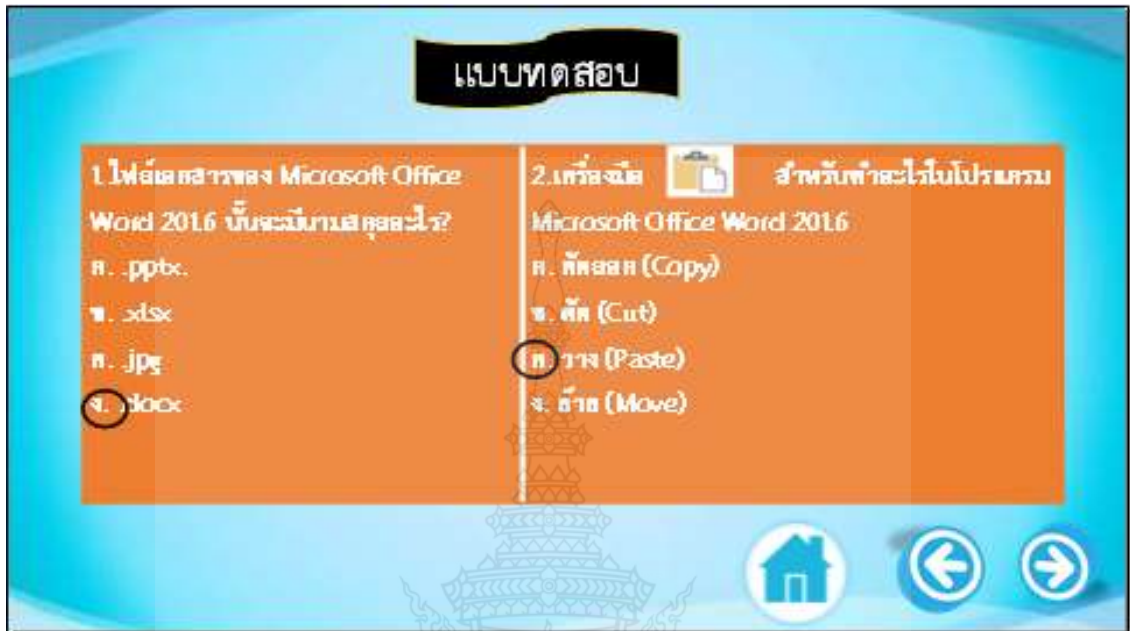 แบบทดสอบ
1.ไฟล์เอกสารของ Microsoft Office
Word 2016 นั้นจะมีนามสกุลอะไร?
ก. .pptx.
ข. .xlsx
ค. .jpg
ง. .docx
2.เครื่องมือ สำหรับทำอะไรในโปรแกรม
Microsoft Office Word 2016
ก. คัดลอก (Copy)
ข. ตัด (Cut)
ค. วาง (Paste)
ง. ย้าย (Move)